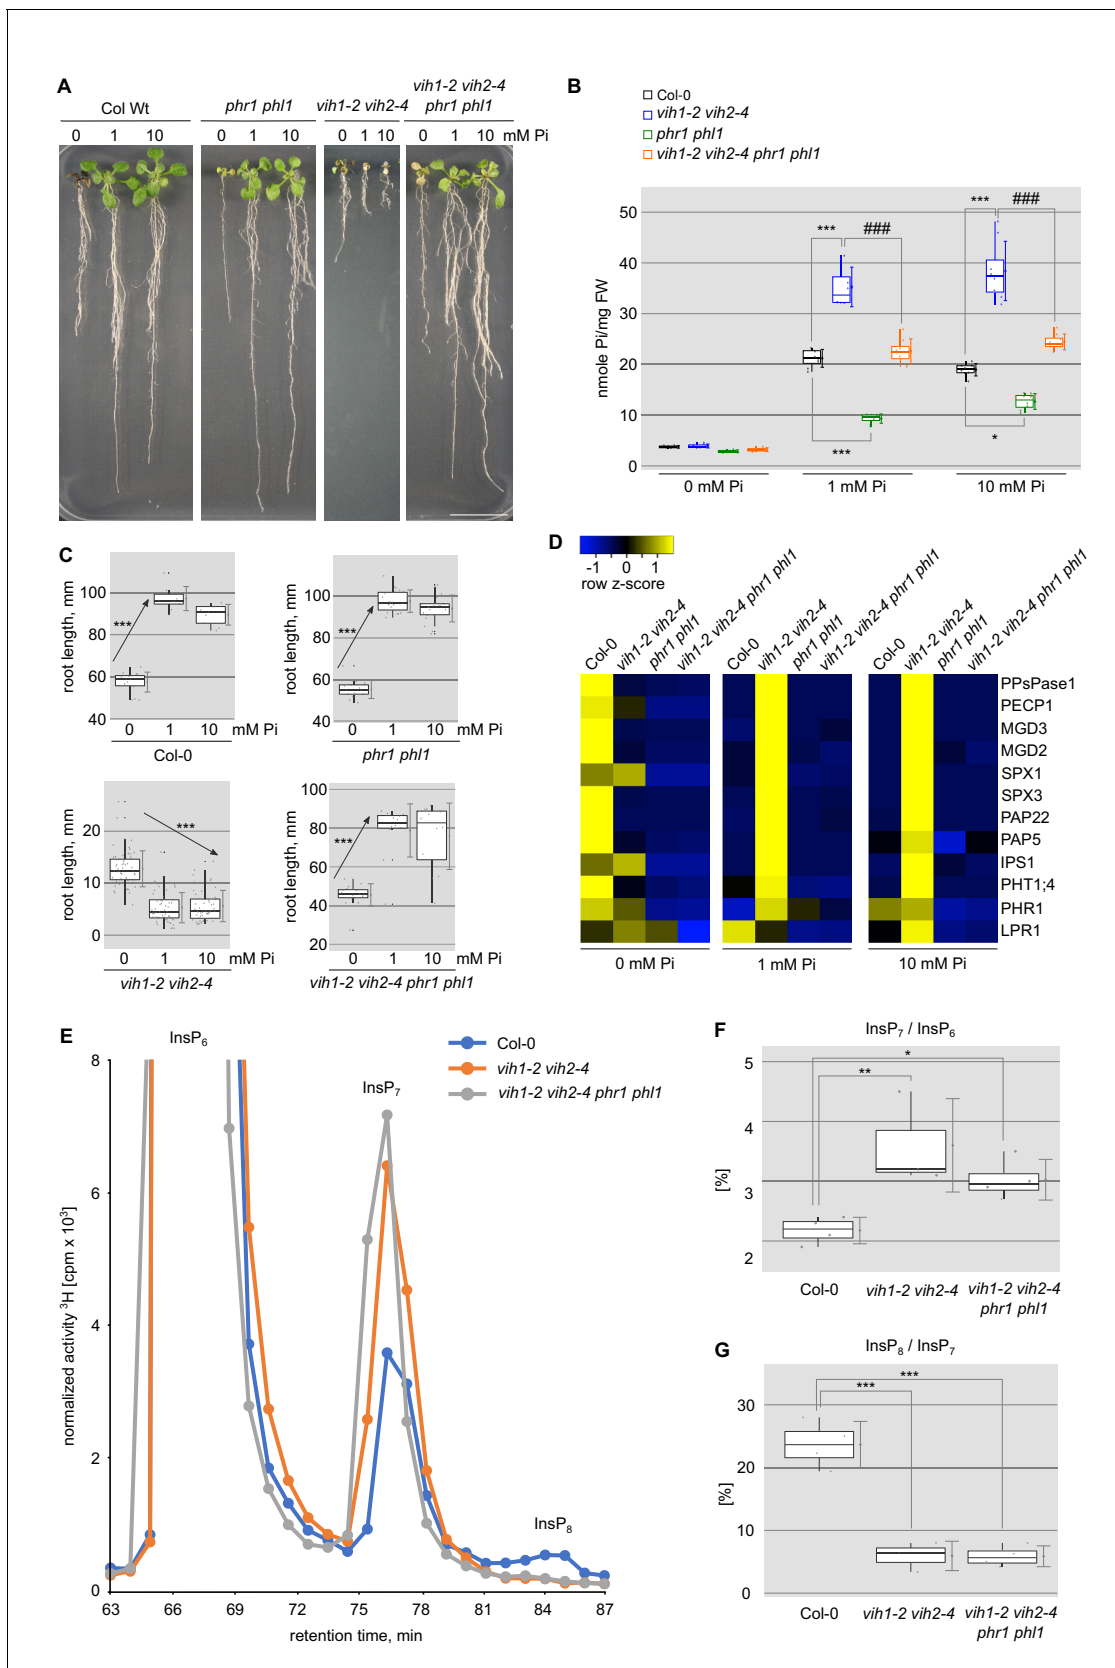 A
Col Wt
phr1 phl1
vih1-2 vih2-4
vih1-2 vih2-4
phr1 phl1
0 1 10
0 1 10
0 1 10
0 1 10 mM Pi
B
Col-0
vih1-2 vih2-4
phr1 phl1
vih1-2 vih2-4 phr1 phl1
nmole Pi/mg FW
50
40
30
20
10
0
*** ###
***
*** ###
*
0 mM Pi
1 mM Pi
10 mM Pi
C
root length, mm
100
80
60
40
***
0 1 10 mM Pi
Col-0
root length, mm
100
80
60
40
***
0 1 10 mM Pi
phr1 phl1
root length, mm
20
10
0
***
0 1 10 mM Pi
vih1-2 vih2-4
root length, mm
100
80
60
40
20
***
0 1 10 mM Pi
vih1-2 vih2-4 phr1 phl1
D
-1 0 1
row z-score
Col-0
vih1-2 vih2-4
phr1 phl1
vih1-2 vih2-4 phr1 phl1
Col-0
vih1-2 vih2-4
phr1 phl1
vih1-2 vih2-4 phr1 phl1
Col-0
vih1-2 vih2-4
phr1 phl1
vih1-2 vih2-4 phr1 phl1
PPsPase1
PECP1
MGD3
MGD2
SPX1
SPX3
PAP22
PAP5
IPS1
PHT1;4
PHR1
LPR1
0 mM Pi
1 mM Pi
10 mM Pi
E
InsP6
InsP7
InsP8
Col-0
vih1-2 vih2-4
vih1-2 vih2-4 phr1 phl1
normalized activity ³H [cpm x 10³]
8
6
4
2
0
63 66 69 72 75 78 81 84 87
retention time, min
F
InsP7 / InsP6
[%]
5
4
3
2
*
**
Col-0
vih1-2 vih2-4
vih1-2 vih2-4
phr1 phl1
G
InsP8 / InsP7
[%]
30
20
10
0
***
***
Col-0
vih1-2 vih2-4
vih1-2 vih2-4
phr1 phl1